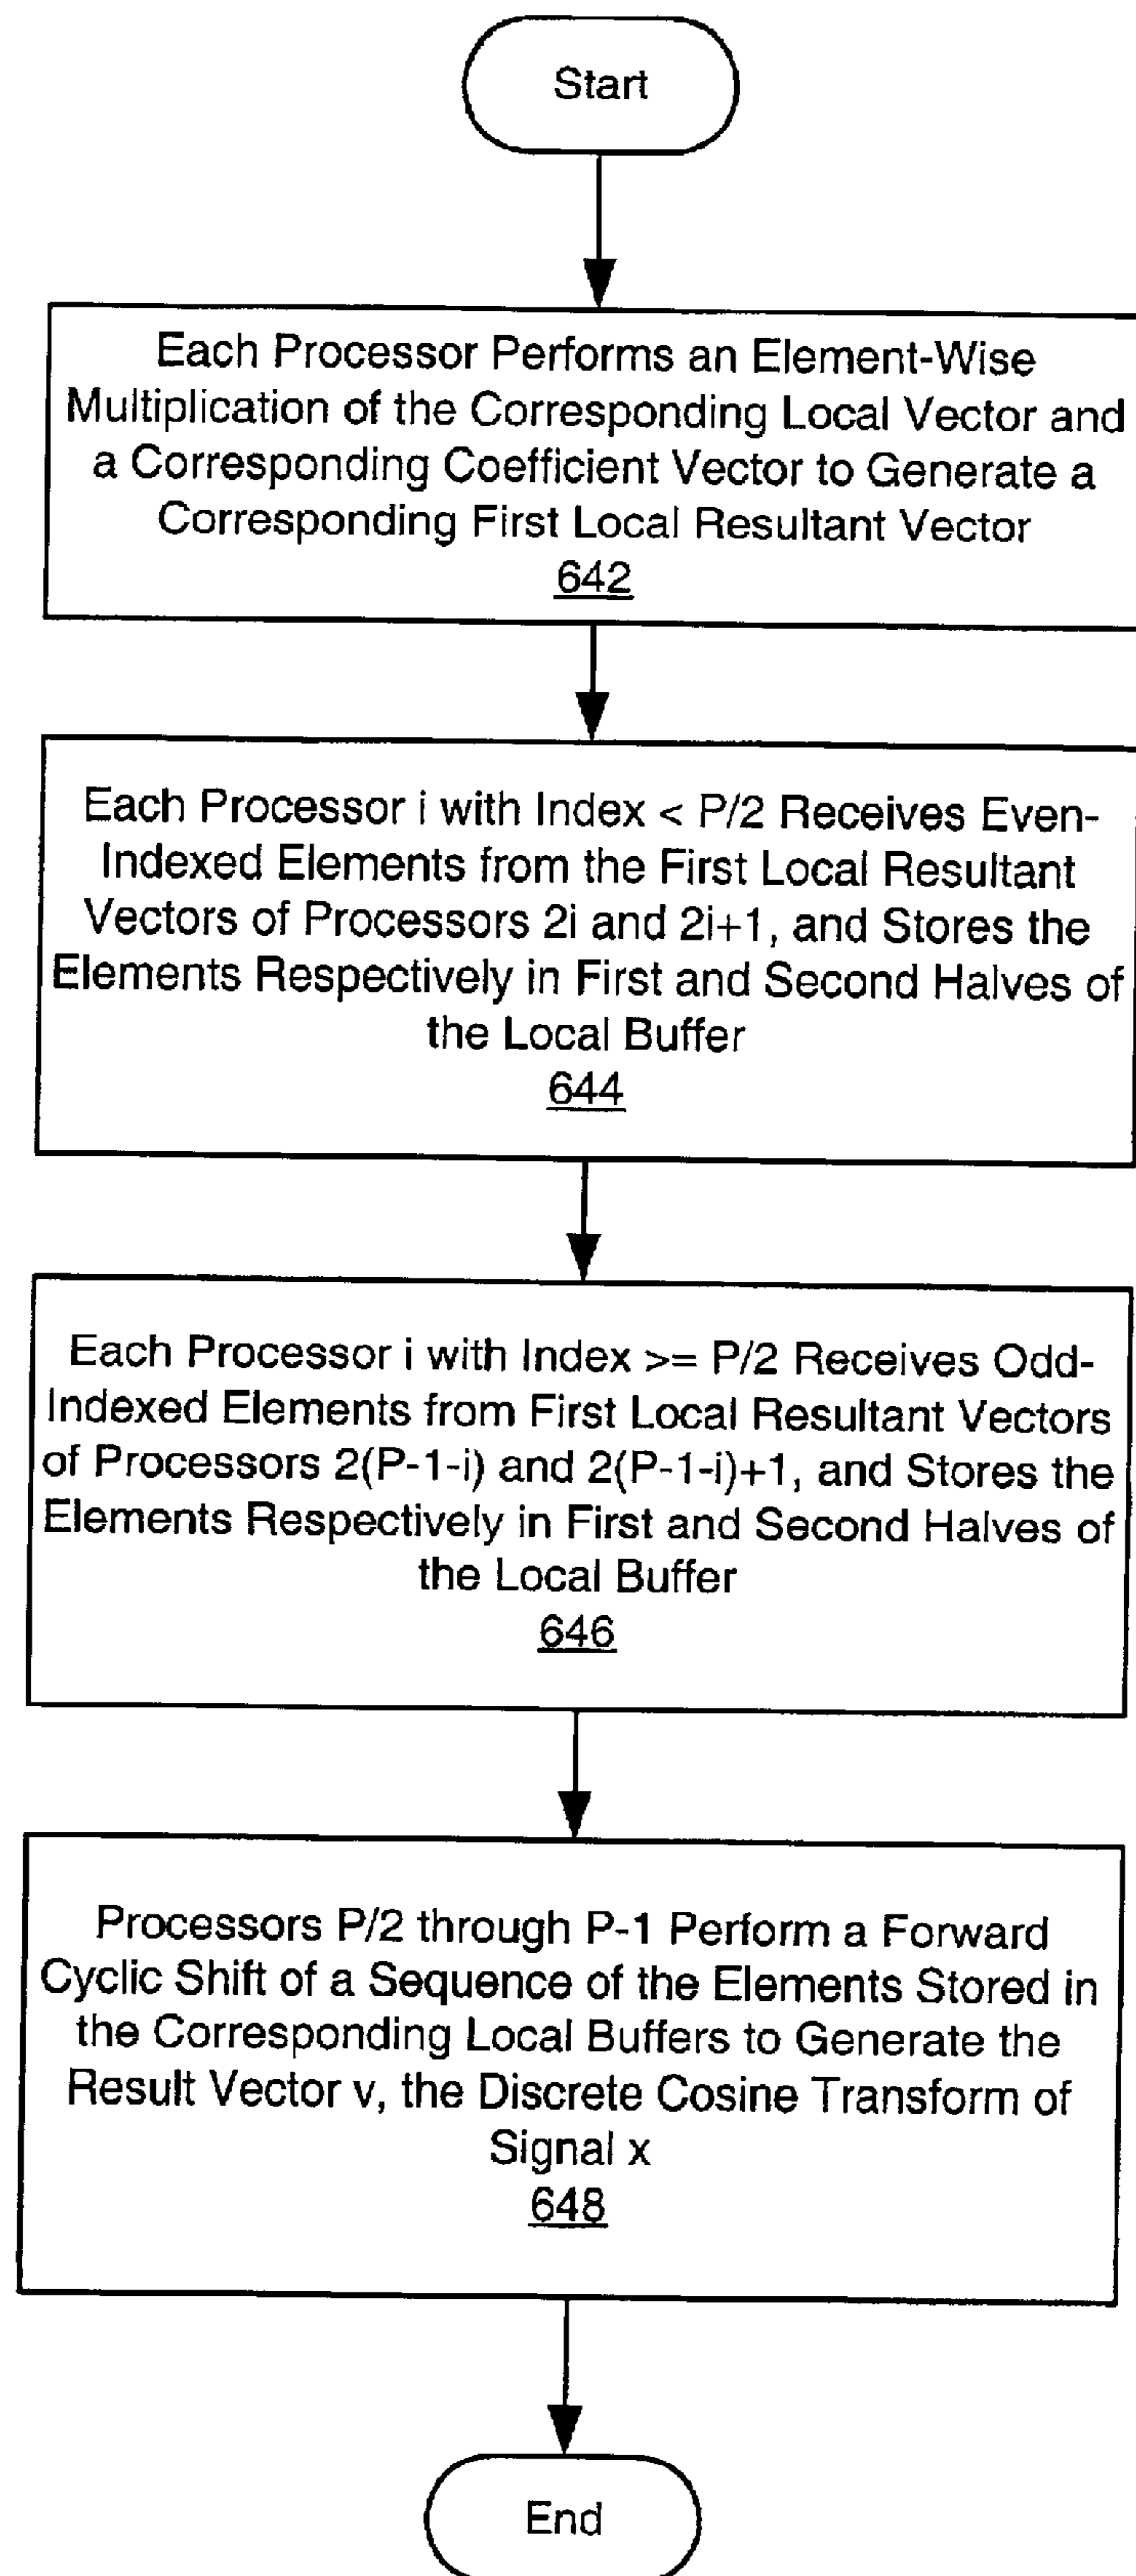 Start
Each Processor Performs an Element-Wise
Multiplication of the Corresponding Local Vector and
a Corresponding Coefficient Vector to Generate a
Corresponding First Local Resultant Vector
642
Each Processor i with Index < P/2 Receives Even-
Indexed Elements from the First Local Resultant
Vectors of Processors 2i and 2i+1, and Stores the
Elements Respectively in First and Second Halves of
the Local Buffer
644
Each Processor i with Index >= P/2 Receives Odd-
Indexed Elements from First Local Resultant Vectors
of Processors 2(P-1-i) and 2(P-1-i)+1, and Stores the
Elements Respectively in First and Second Halves of
the Local Buffer
646
Processors P/2 through P-1 Perform a Forward
Cyclic Shift of a Sequence of the Elements Stored in
the Corresponding Local Buffers to Generate the
Result Vector v, the Discrete Cosine Transform of
Signal x
648
End